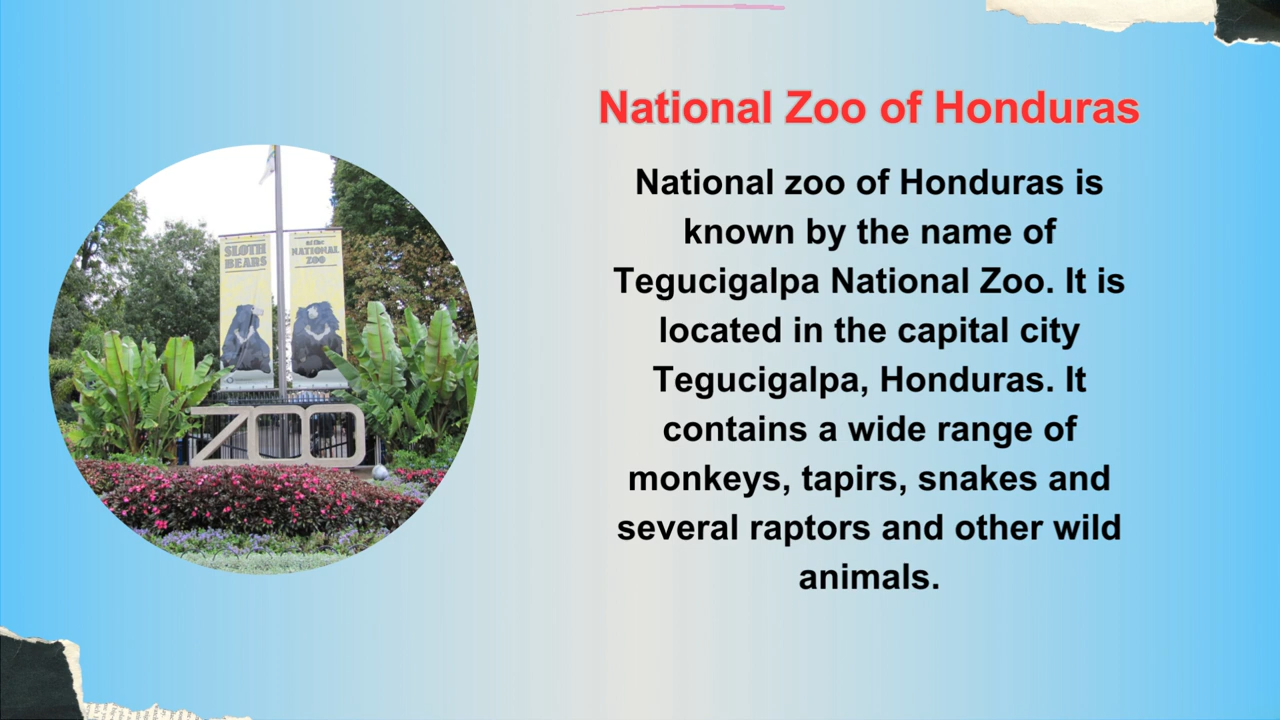 National Zoo of Honduras
National zoo of Honduras is
known by the name of
Tegucigalpa National Zoo. It is
located in the capital city
Tegucigalpa, Honduras. It
contains a wide range of
monkeys, tapirs, snakes and
several raptors and other wild
animals.
SLOTH
BEARS
at the
NATIONAL
ZOO
ZOO